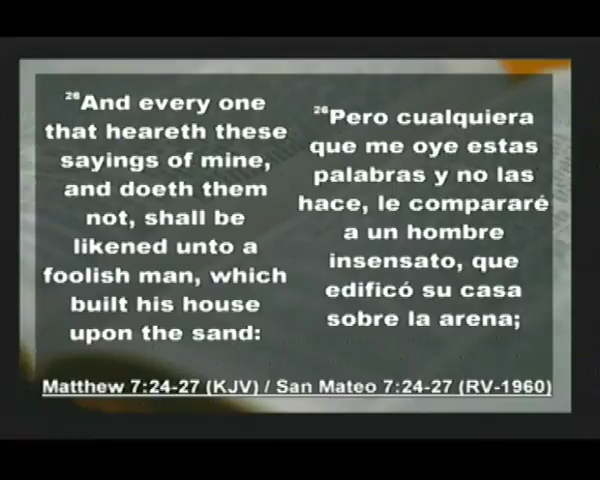 ²⁶And every one
that heareth these
sayings of mine,
and doeth them
not, shall be
likened unto a
foolish man, which
built his house
upon the sand:
²⁶Pero cualquiera
que me oye estas
palabras y no las
hace, le compararé
a un hombre
insensato, que
edificó su casa
sobre la arena;
Matthew 7:24-27 (KJV) / San Mateo 7:24-27 (RV-1960)